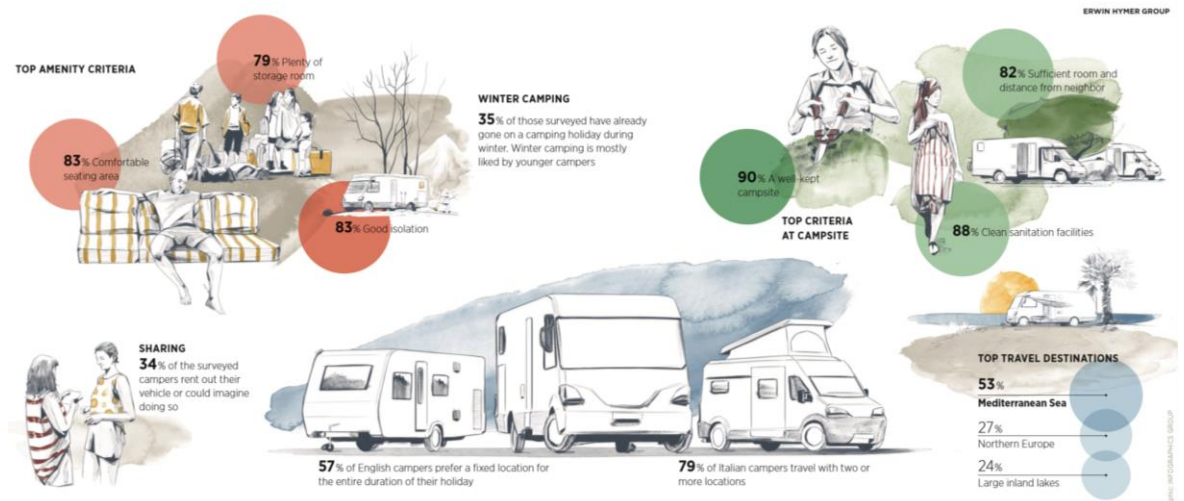 ERWIN HYMER GROUP
TOP AMENITY CRITERIA
79% Plenty of
storage room
83% Comfortable
seating area
83% Good isolation
WINTER CAMPING
35% of those surveyed have already
gone on a camping holiday during
winter. Winter camping is mostly
liked by younger campers
82% Sufficient room and
distance from neighbor
90% A well-kept
campsite
TOP CRITERIA
AT CAMPSITE
88% Clean sanitation facilities
SHARING
34% of the surveyed
campers rent out their
vehicle or could imagine
doing so
57% of English campers prefer a fixed location for
the entire duration of their holiday
79% of Italian campers travel with two or
more locations
TOP TRAVEL DESTINATIONS
53%
Mediterranean Sea
27%
Northern Europe
24%
Large inland lakes
INFOGRAPHICS GROUP